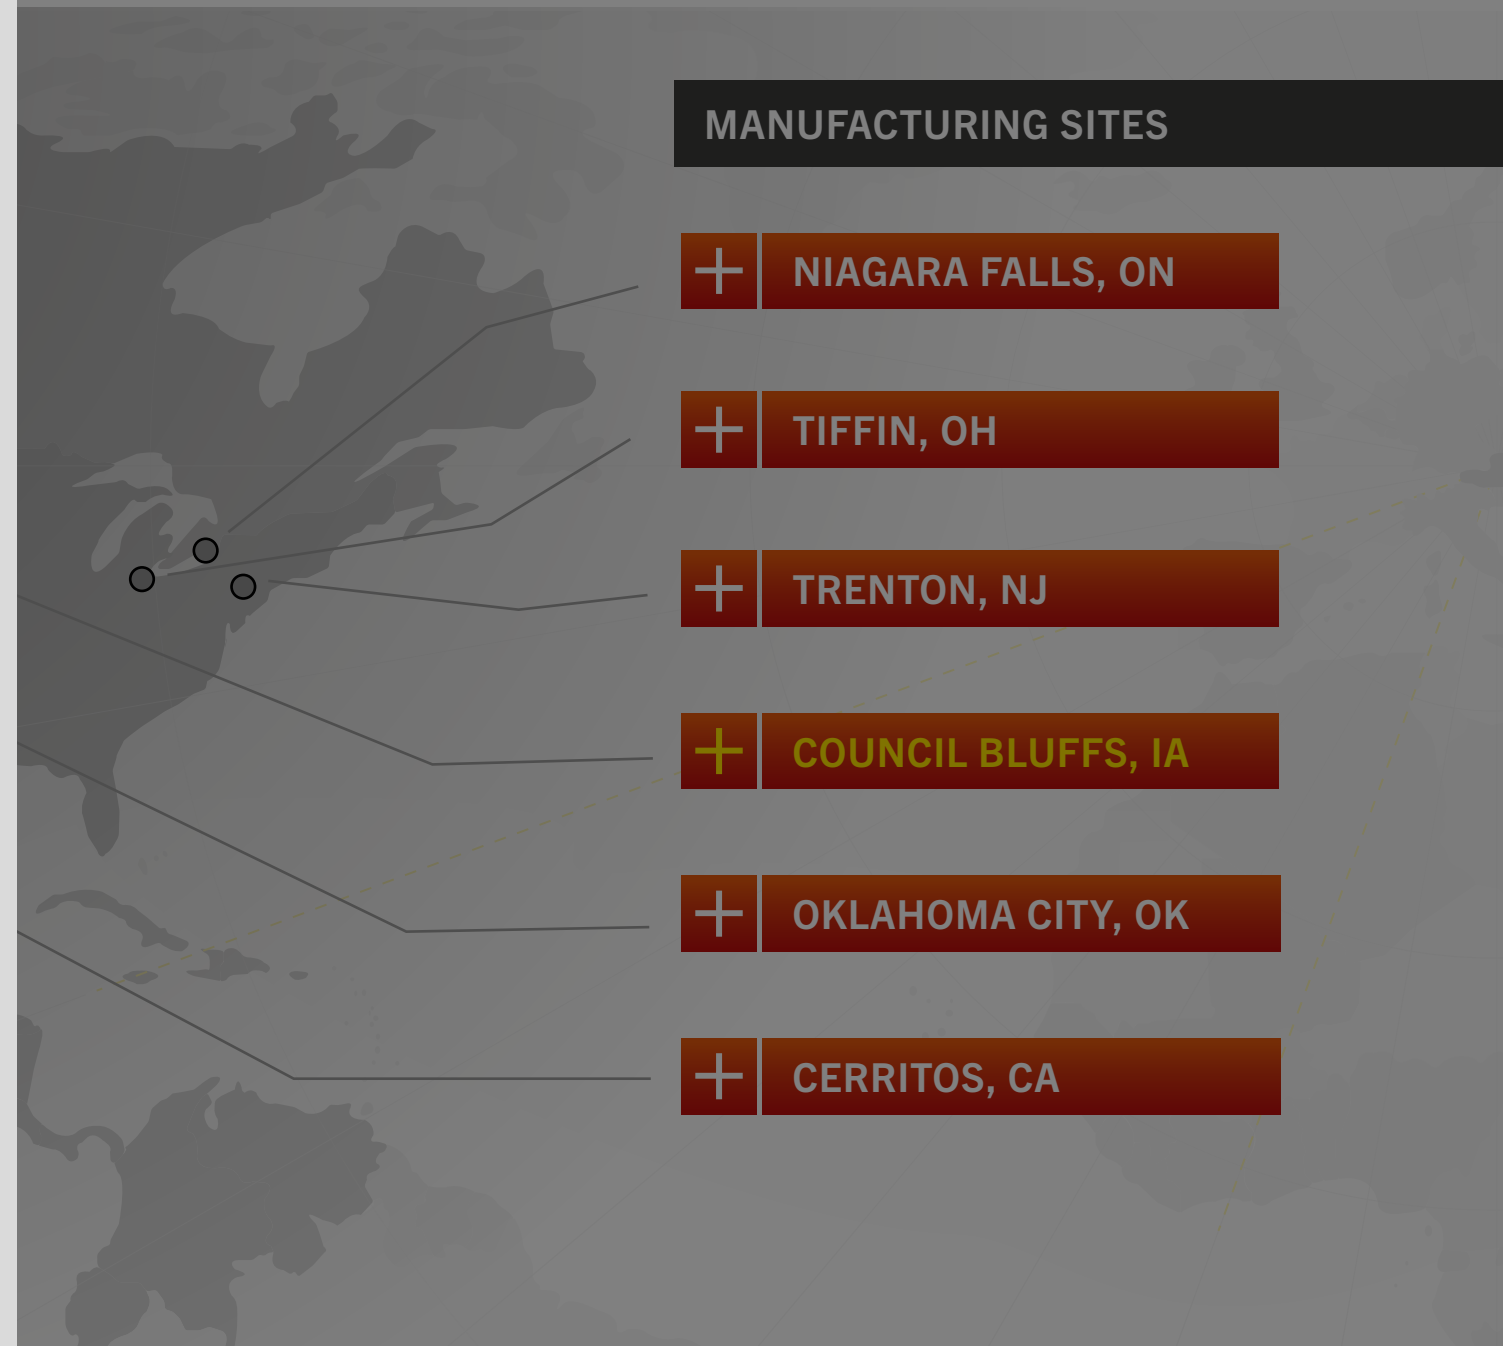 MANUFACTURING SITES
NIAGARA FALLS, ON
TIFFIN, OH
TRENTON, NJ
COUNCIL BLUFFS, IA
OKLAHOMA CITY, OK
CERRITOS, CA